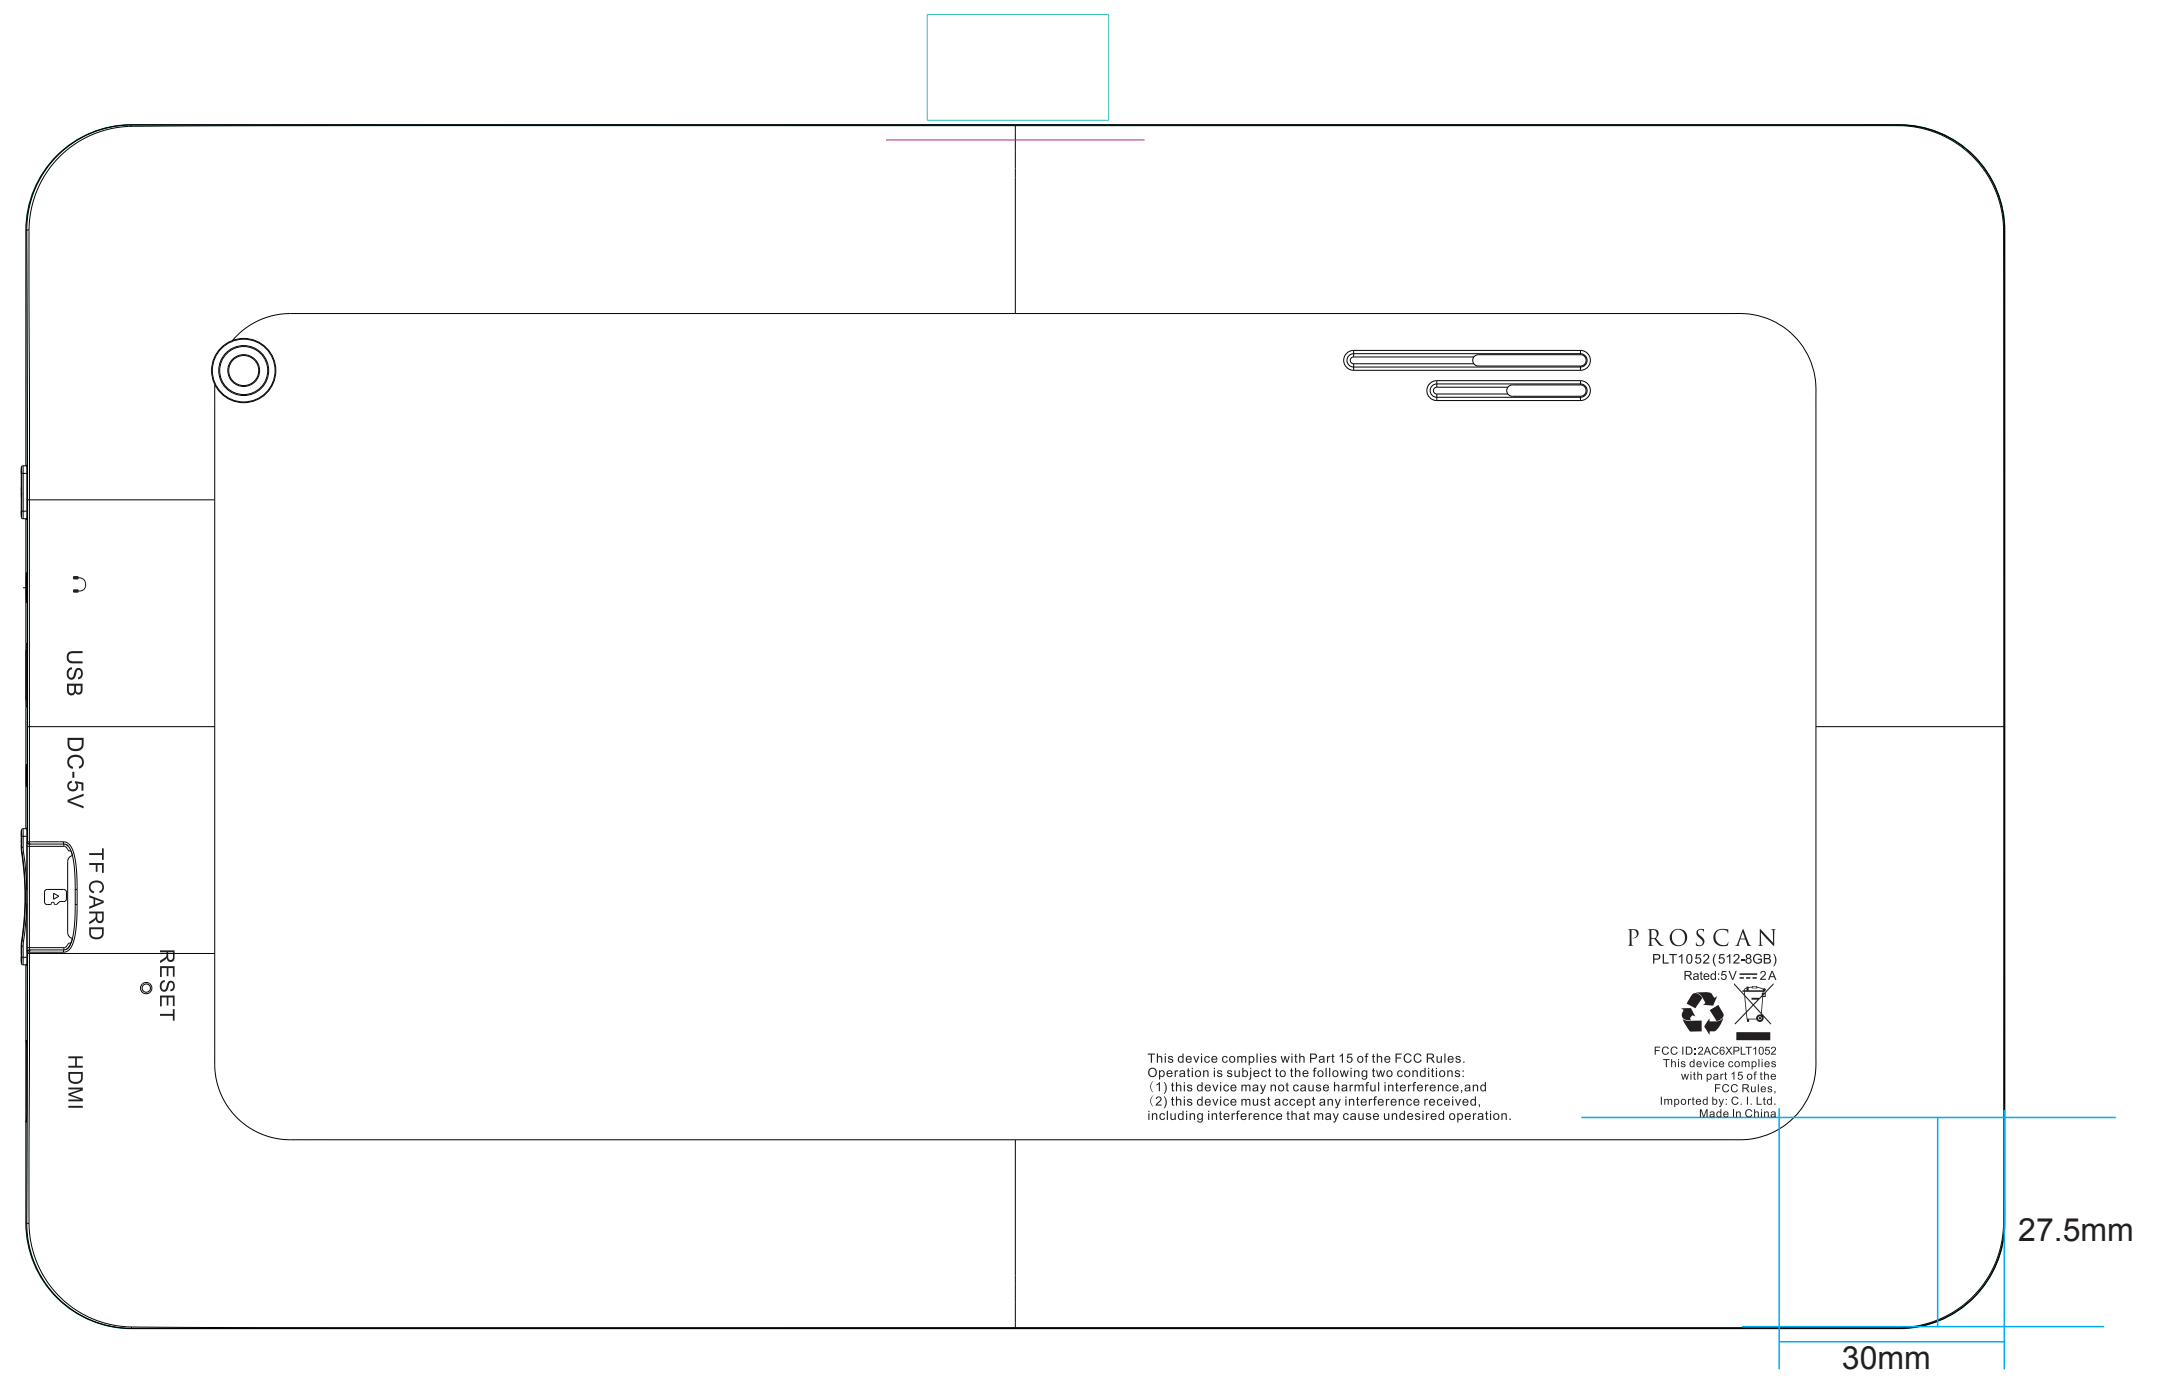 USB
DC-5V
TF CARD
RESET
HDMI
PROSCAN
PLT1052(512-8GB)
Rated:5V⎓2A
FCC ID:2AC6XPLT1052
This device complies
with part 15 of the
FCC Rules,
Imported by: C. I. Ltd.
Made In China
This device complies with Part 15 of the FCC Rules.
Operation is subject to the following two conditions:
（1) this device may not cause harmful interference,and
（2) this device must accept any interference received,
including interference that may cause undesired operation.
27.5mm
30mm